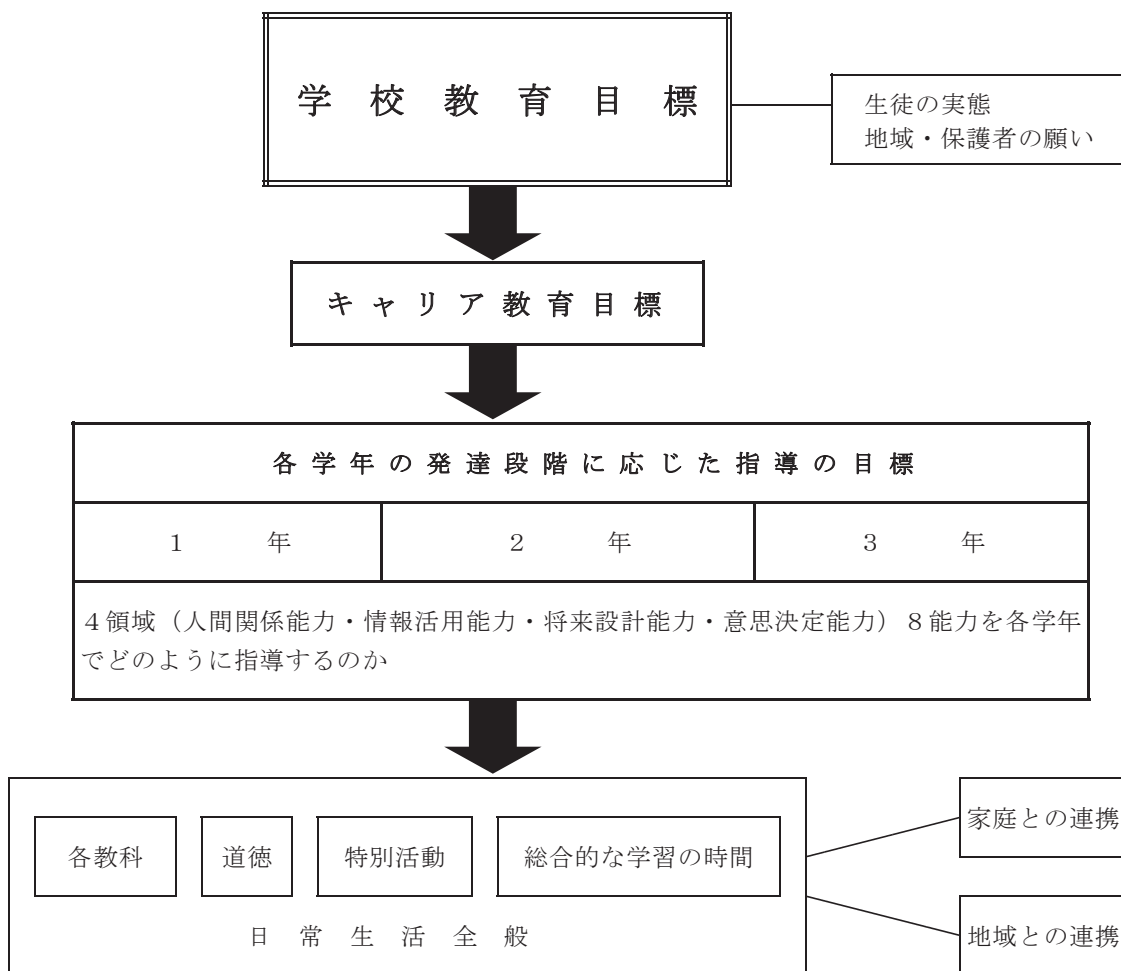 学校教育目標
生徒の実態
地域・保護者の願い
キャリア教育目標
各学年の発達段階に応じた指導の目標
1 年
2 年
3 年
4領域(人間関係能力・情報活用能力・将来設計能力・意思決定能力)8能力を各学年
でどのように指導するのか
各教科
道徳
特別活動
総合的な学習の時間
家庭との連携
日常生活全般
地域との連携